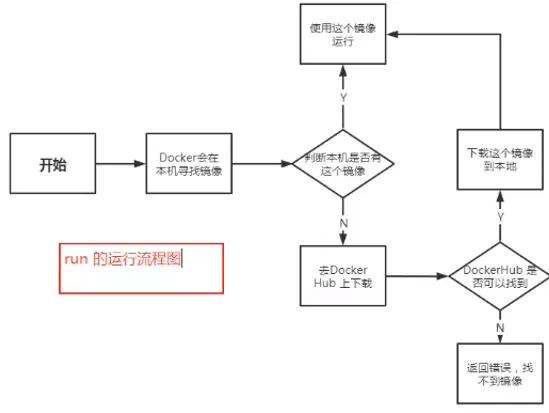 使用这个镜像
运行
Y
开始
Docker会在
本机寻找镜像
判断本机是否有
这个镜像
下载这个镜像
到本地
N
Y
run 的运行流程图
去Docker
Hub 上下载
DockerHub 是
否可以找到
N
返回错误，找
不到镜像